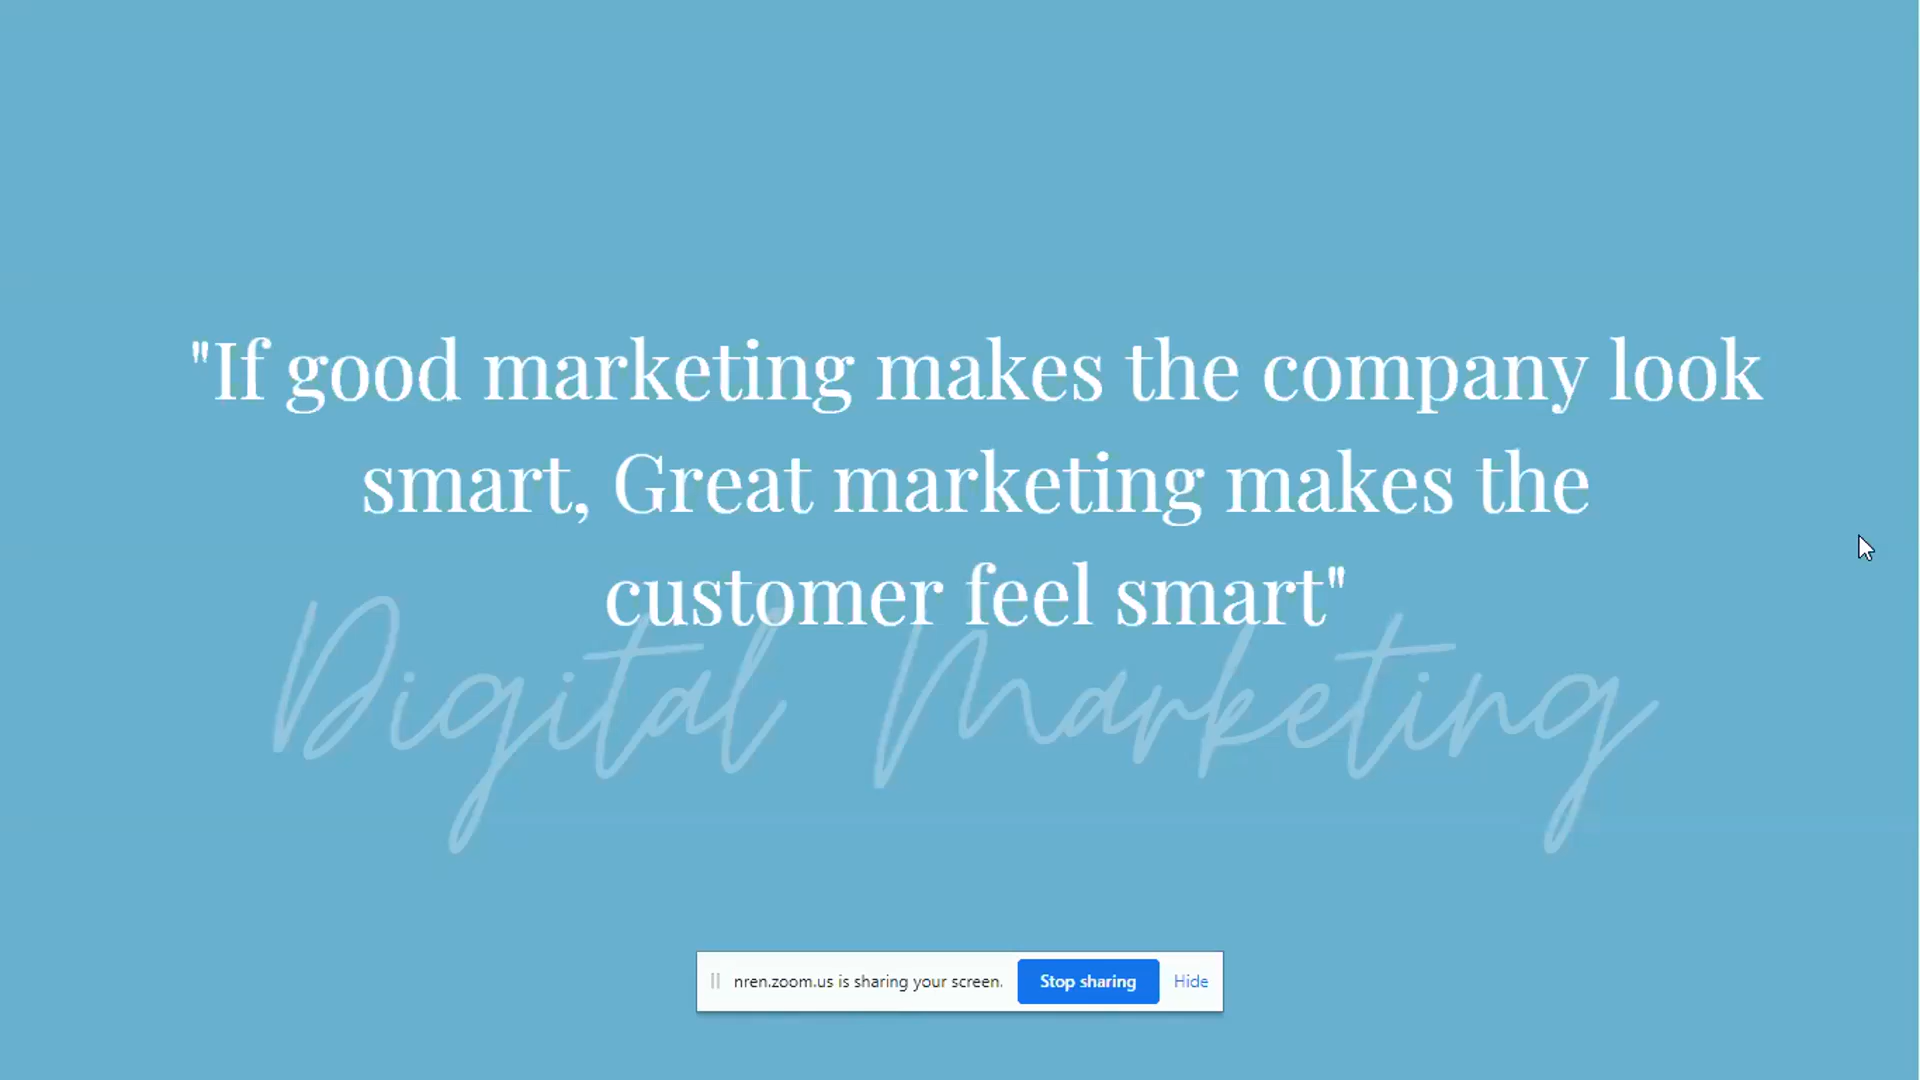 "If good marketing makes the company look
smart, Great marketing makes the
customer feel smart"
Digital Marketing
nren.zoom.us is sharing your screen. Stop sharing Hide